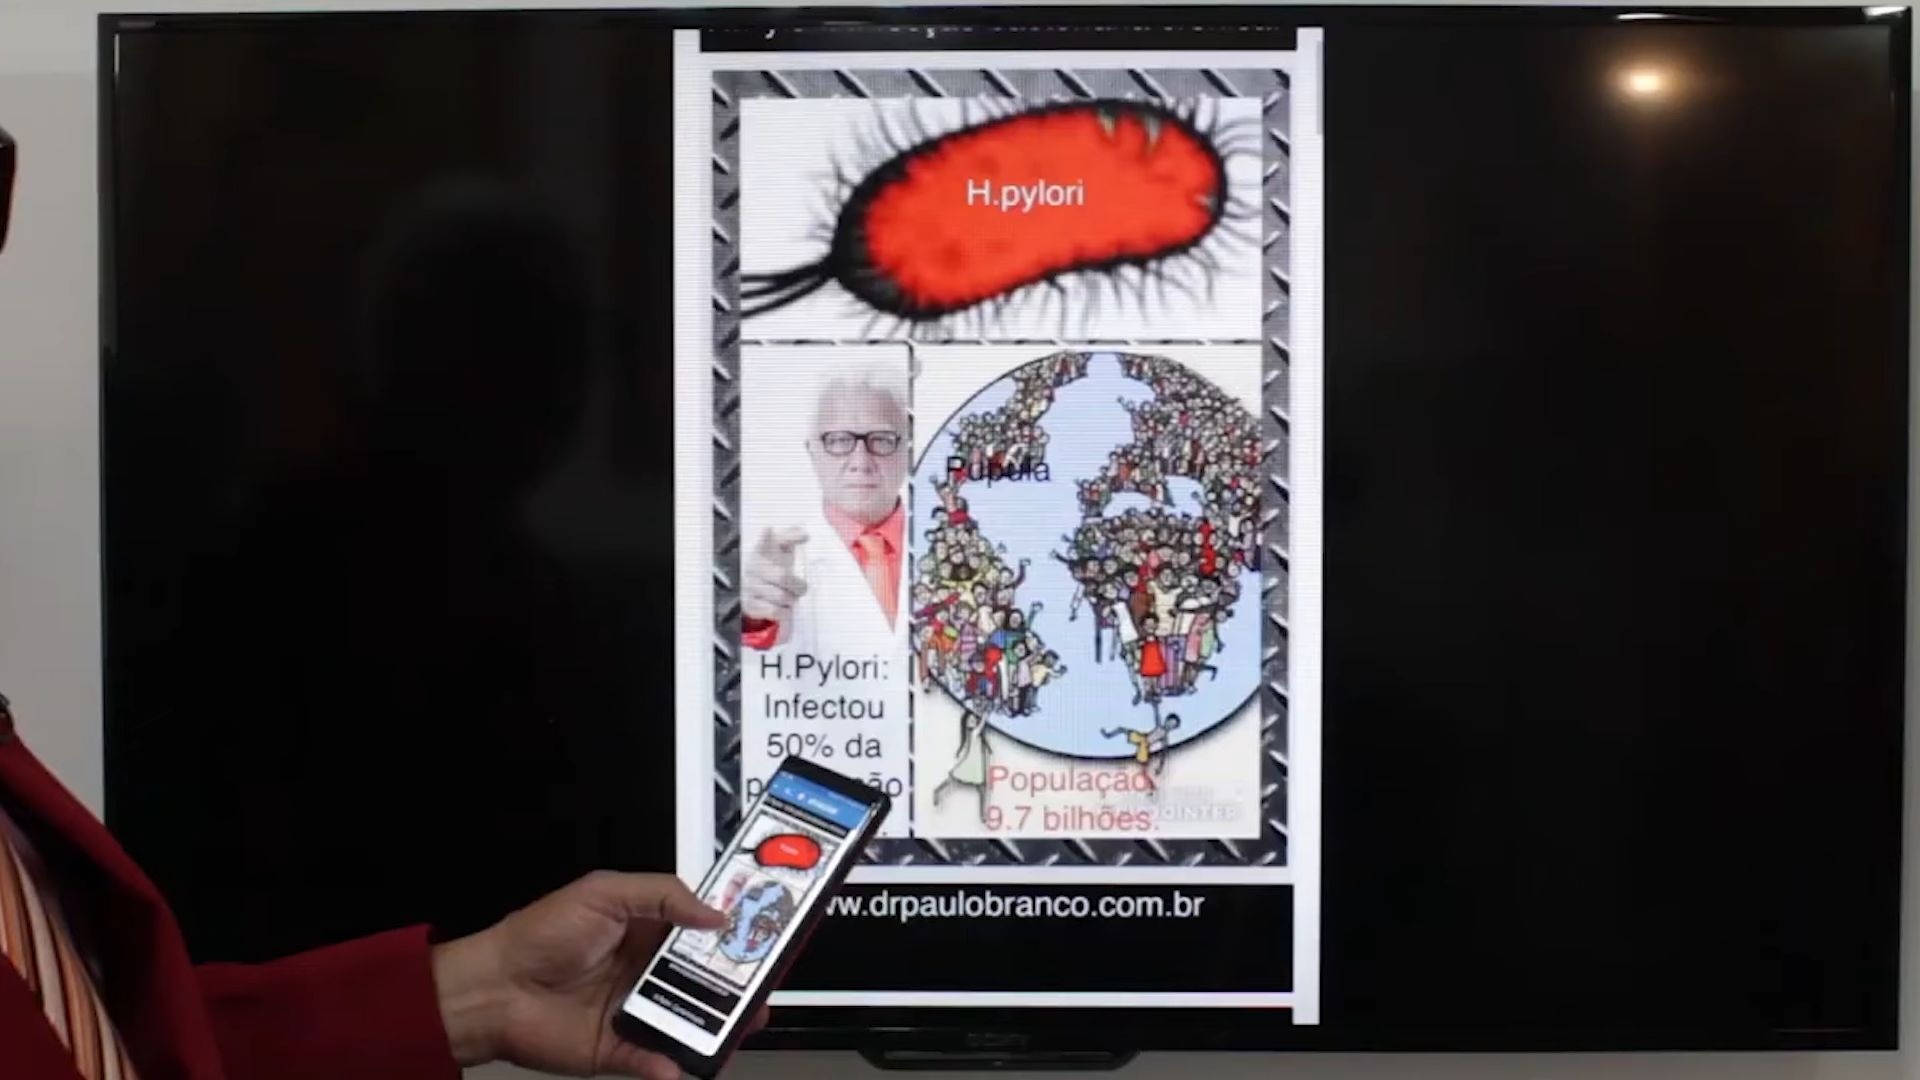 H.pylori
Pupula
H.Pylori:
Infectou
50% da
População
9.7 bilhões.
www.drpaulobranco.com.br